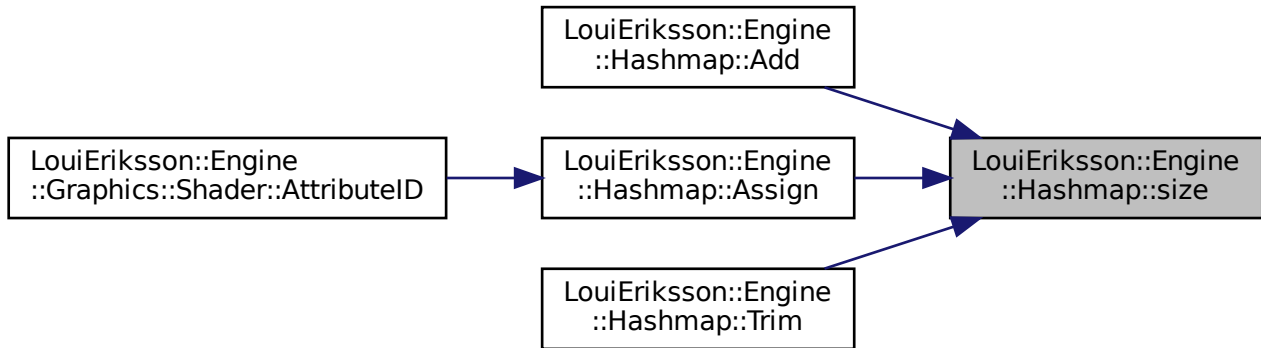 LouiEriksson::Engine
::Hashmap::Add
LouiEriksson::Engine
::Graphics::Shader::AttributeID
LouiEriksson::Engine
::Hashmap::Assign
LouiEriksson::Engine
::Hashmap::size
LouiEriksson::Engine
::Hashmap::Trim